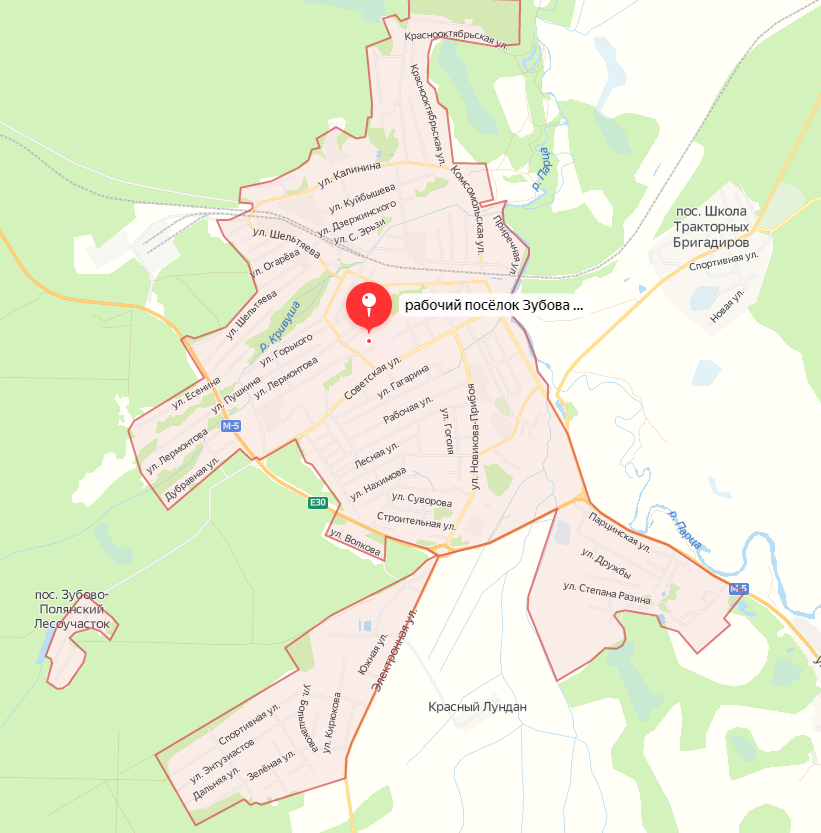 Краснооктябрьская ул.
Краснооктябрьская ул.
р. Парца
ул. Калинина
Комсомольская ул.
ул. Куйбышева
ул. Дзержинского
ул. С. Эрьзи
Приречная ул.
пос. Школа
Тракторных
Бригадиров
Спортивная ул.
Новая ул.
ул. Шельтяева
ул. Огарёва
ул. Шельтяева
р. Кривуша
рабочий посёлок Зубова ...
ул. Горького
ул. Лермонтова
ул. Есенина
ул. Пушкина
Советская ул.
ул. Гагарина
Рабочая ул.
ул. Гоголя
ул. Новикова-Прибоя
М-5
ул. Лермонтова
Дубравная ул.
Лесная ул.
ул. Нахимова
ул. Суворова
Строительная ул.
Е30
ул. Волкова
Парцинская ул.
р. Парца
ул. Дружбы
ул. Степана Разина
М-5
пос. Зубово-
Полянский
Лесоучасток
Южная ул.
Электронная ул.
Красный Лундан
Спортивная ул.
ул. Большакова
ул. Кирюкова
ул. Энтузиастов
Зелёная ул.
Дальняя ул.